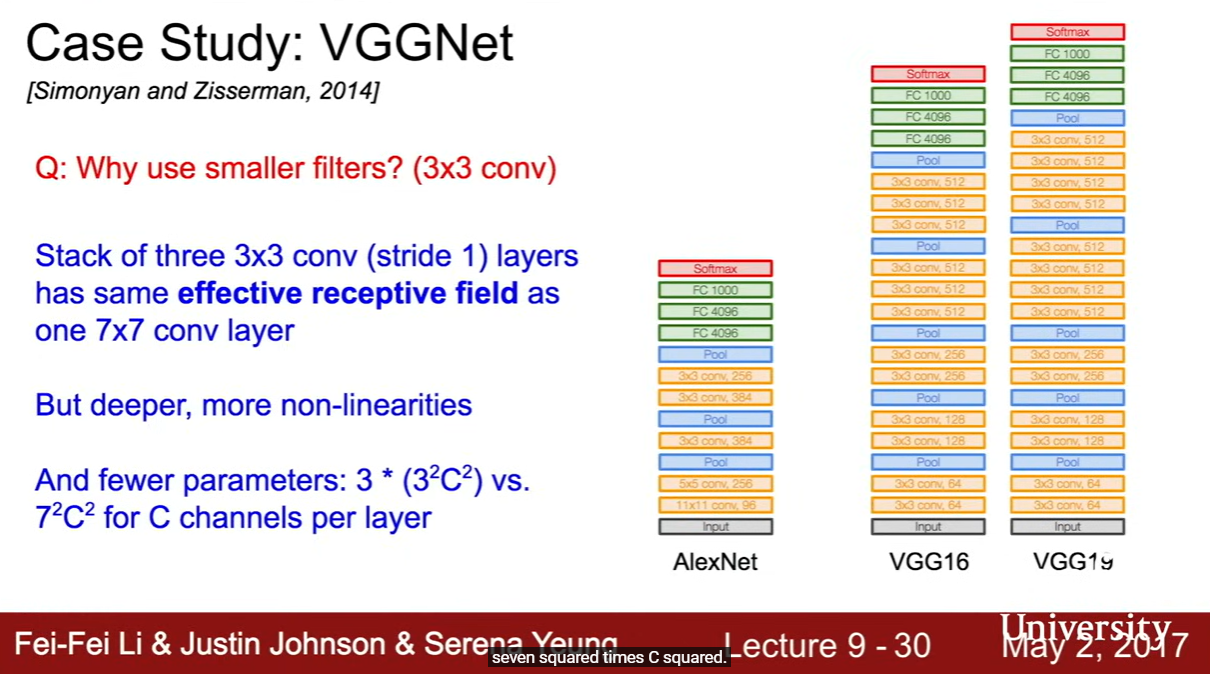 Case Study: VGGNet
[Simonyan and Zisserman, 2014]
Q: Why use smaller filters? (3x3 conv)
Stack of three 3x3 conv (stride 1) layers
has same effective receptive field as
one 7x7 conv layer
But deeper, more non-linearities
And fewer parameters: 3 * (3²C²) vs.
7²C² for C channels per layer
Softmax
FC 1000
FC 4096
FC 4096
Pool
3x3 conv, 256
3x3 conv, 384
Pool
3x3 conv, 384
Pool
5x5 conv, 256
11x11 conv, 96
Input
AlexNet
Softmax
FC 1000
FC 4096
FC 4096
Pool
3x3 conv, 512
3x3 conv, 512
3x3 conv, 512
Pool
3x3 conv, 512
3x3 conv, 512
3x3 conv, 512
Pool
3x3 conv, 256
3x3 conv, 256
Pool
3x3 conv, 128
3x3 conv, 128
Pool
3x3 conv, 64
3x3 conv, 64
Input
VGG16
Softmax
FC 1000
FC 4096
FC 4096
Pool
3x3 conv, 512
3x3 conv, 512
3x3 conv, 512
3x3 conv, 512
Pool
3x3 conv, 512
3x3 conv, 512
3x3 conv, 512
3x3 conv, 512
Pool
3x3 conv, 256
3x3 conv, 256
Pool
3x3 conv, 128
3x3 conv, 128
Pool
3x3 conv, 64
3x3 conv, 64
Input
VGG19
Fei-Fei Li & Justin Johnson & Serena Yeung
Lecture 9 - 30
University
May 2, 2017
seven squared times C squared.